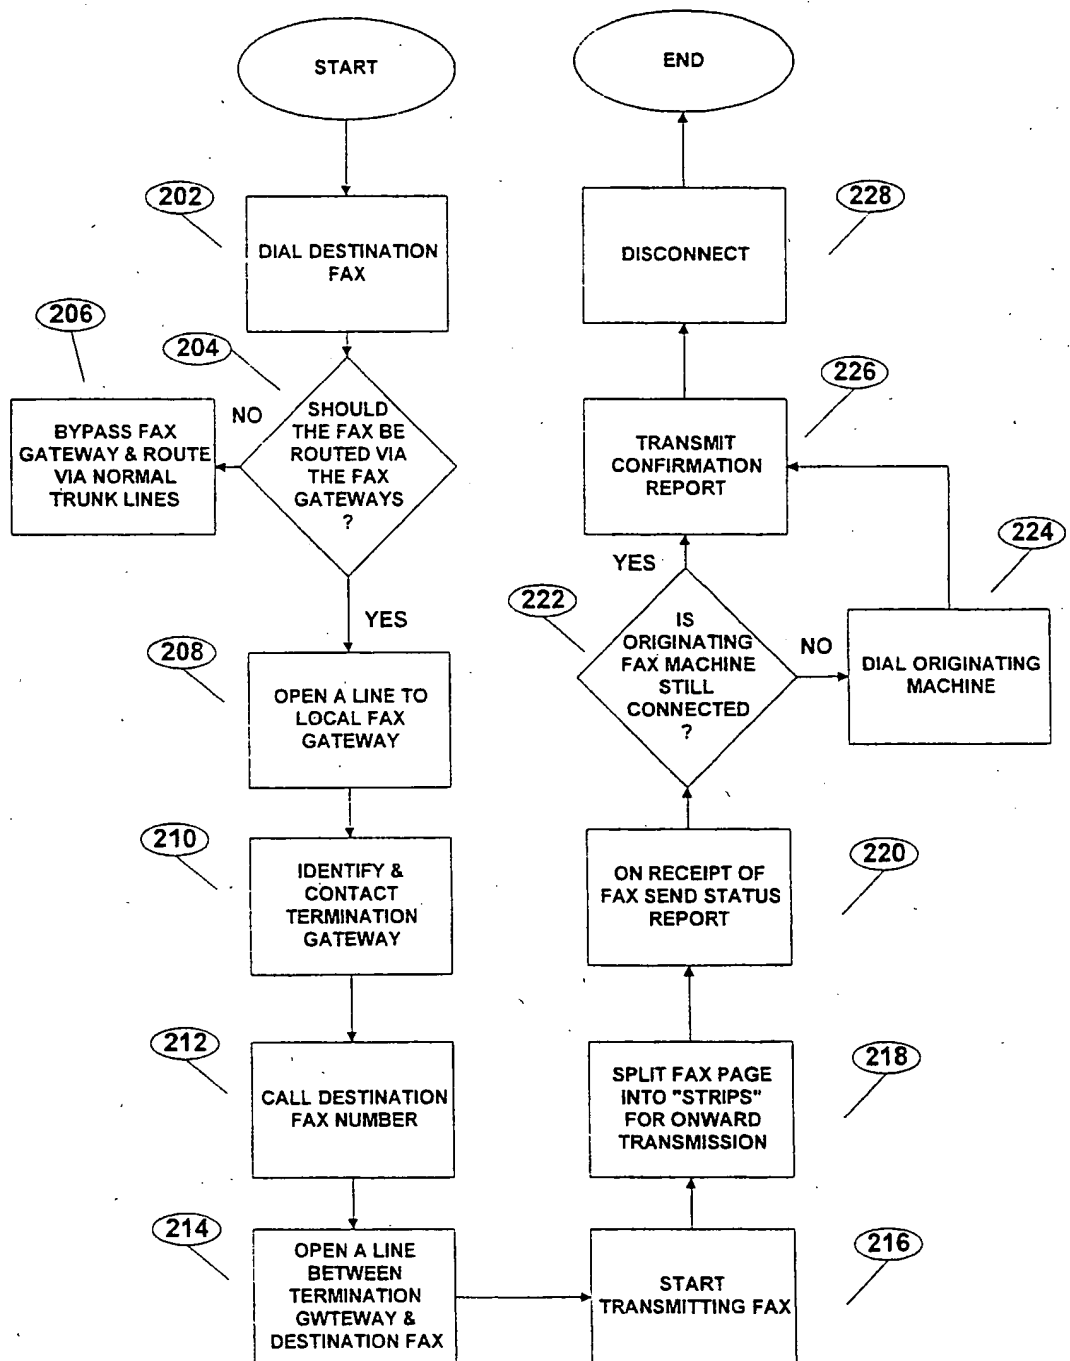 START
202
DIAL DESTINATION
FAX
206
204
NO
BYPASS FAX
GATEWAY & ROUTE
VIA NORMAL
TRUNK LINES
SHOULD
THE FAX BE
ROUTED VIA
THE FAX
GATEWAYS
?
YES
208
OPEN A LINE TO
LOCAL FAX
GATEWAY
210
IDENTIFY &
CONTACT
TERMINATION
GATEWAY
212
CALL DESTINATION
FAX NUMBER
214
OPEN A LINE
BETWEEN
TERMINATION
GWTEWAY &
DESTINATION FAX
START
TRANSMITTING FAX
216
SPLIT FAX PAGE
INTO "STRIPS"
FOR ONWARD
TRANSMISSION
218
ON RECEIPT OF
FAX SEND STATUS
REPORT
220
222
IS
ORIGINATING
FAX MACHINE
STILL
CONNECTED
?
NO
DIAL ORIGINATING
MACHINE
224
YES
TRANSMIT
CONFIRMATION
REPORT
226
DISCONNECT
228
END